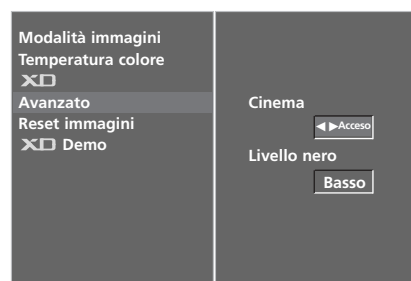 Modalità immagini
Temperatura colore
XD
Avanzato
Reset immagini
XD Demo
Cinema
◀ ▶Acceso
Livello nero
Basso